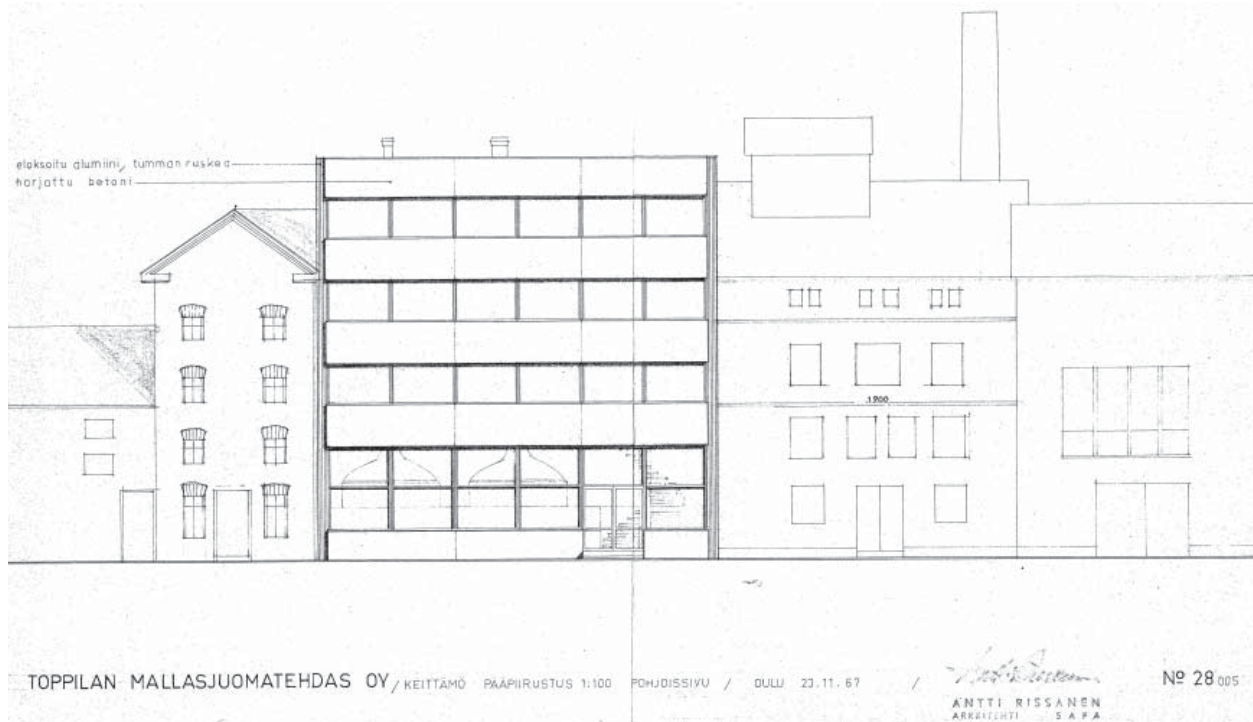 eloksoitu alumiini, tumman ruskea
harjattu betoni
1900
TOPPILAN MALLASJUOMATEHDAS OY / KEITTÄMÖ PÄÄPIIRUSTUS 1:100 POHJOISSIVU / OULU 23.11.67 / Nº 28 005
ANTTI RISSANEN
ARKKITEHTI SAFA